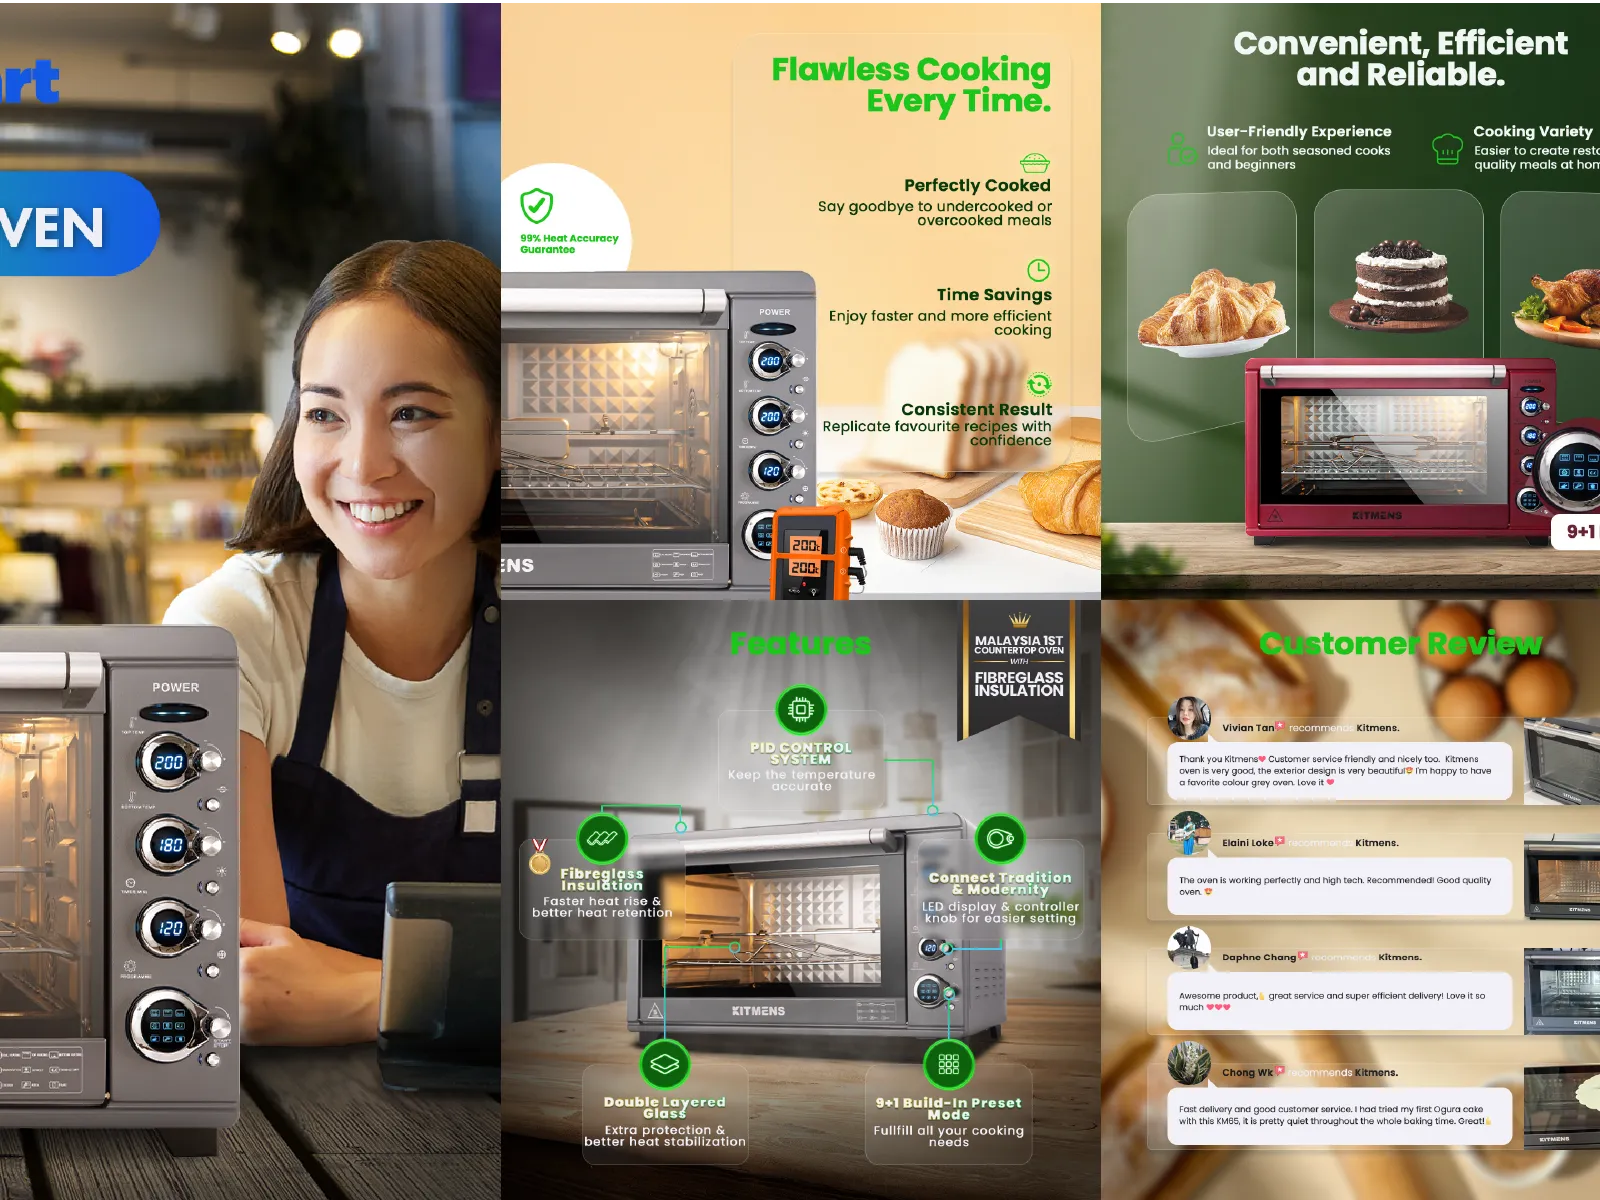 art
VEN
POWER
200
180
120
Flawless Cooking
Every Time.
Perfectly Cooked
Say goodbye to undercooked or
overcooked meals
99% Heat Accuracy
Guarantee
Time Savings
Enjoy faster and more efficient
cooking
POWER
200
200
120
Consistent Result
Replicate favourite recipes with
confidence
200c
200c
ENS
Convenient, Efficient
and Reliable.
User-Friendly Experience
Ideal for both seasoned cooks
and beginners
Cooking Variety
Easier to create resta
quality meals at hom
200
180
KITMENS
9+1
Features
MALAYSIA 1ST
COUNTERTOP OVEN
WITH
FIBREGLASS
INSULATION
PID CONTROL
SYSTEM
Keep the temperature
accurate
Fibreglass
Insulation
Faster heat rise &
better heat retention
Connect Tradition
& Modernity
LED display & controller
knob for easier setting
120
KITMENS
Double Layered
Glass
Extra protection &
better heat stabilization
9+1 Build-In Preset
Mode
Fullfill all your cooking
needs
Customer Review
Vivian Tan recommends Kitmens.
Thank you Kitmens❤ Customer service friendly and nicely too. Kitmens
oven is very good, the exterior design is very beautiful😍 I'm happy to have
a favorite colour grey oven. Love it ❤
Elaini Loke recommends Kitmens.
The oven is working perfectly and high tech. Recommended! Good quality
oven. 😍
KITMENS
Daphne Chang recommends Kitmens.
Awesome product,👍 great service and super efficient delivery! Love it so
much ❤❤❤
KITMENS
Chong Wk recommends Kitmens.
Fast delivery and good customer service. I had tried my first Ogura cake
with this KM65, it is pretty quiet throughout the whole baking time. Great!👍
KITMENS